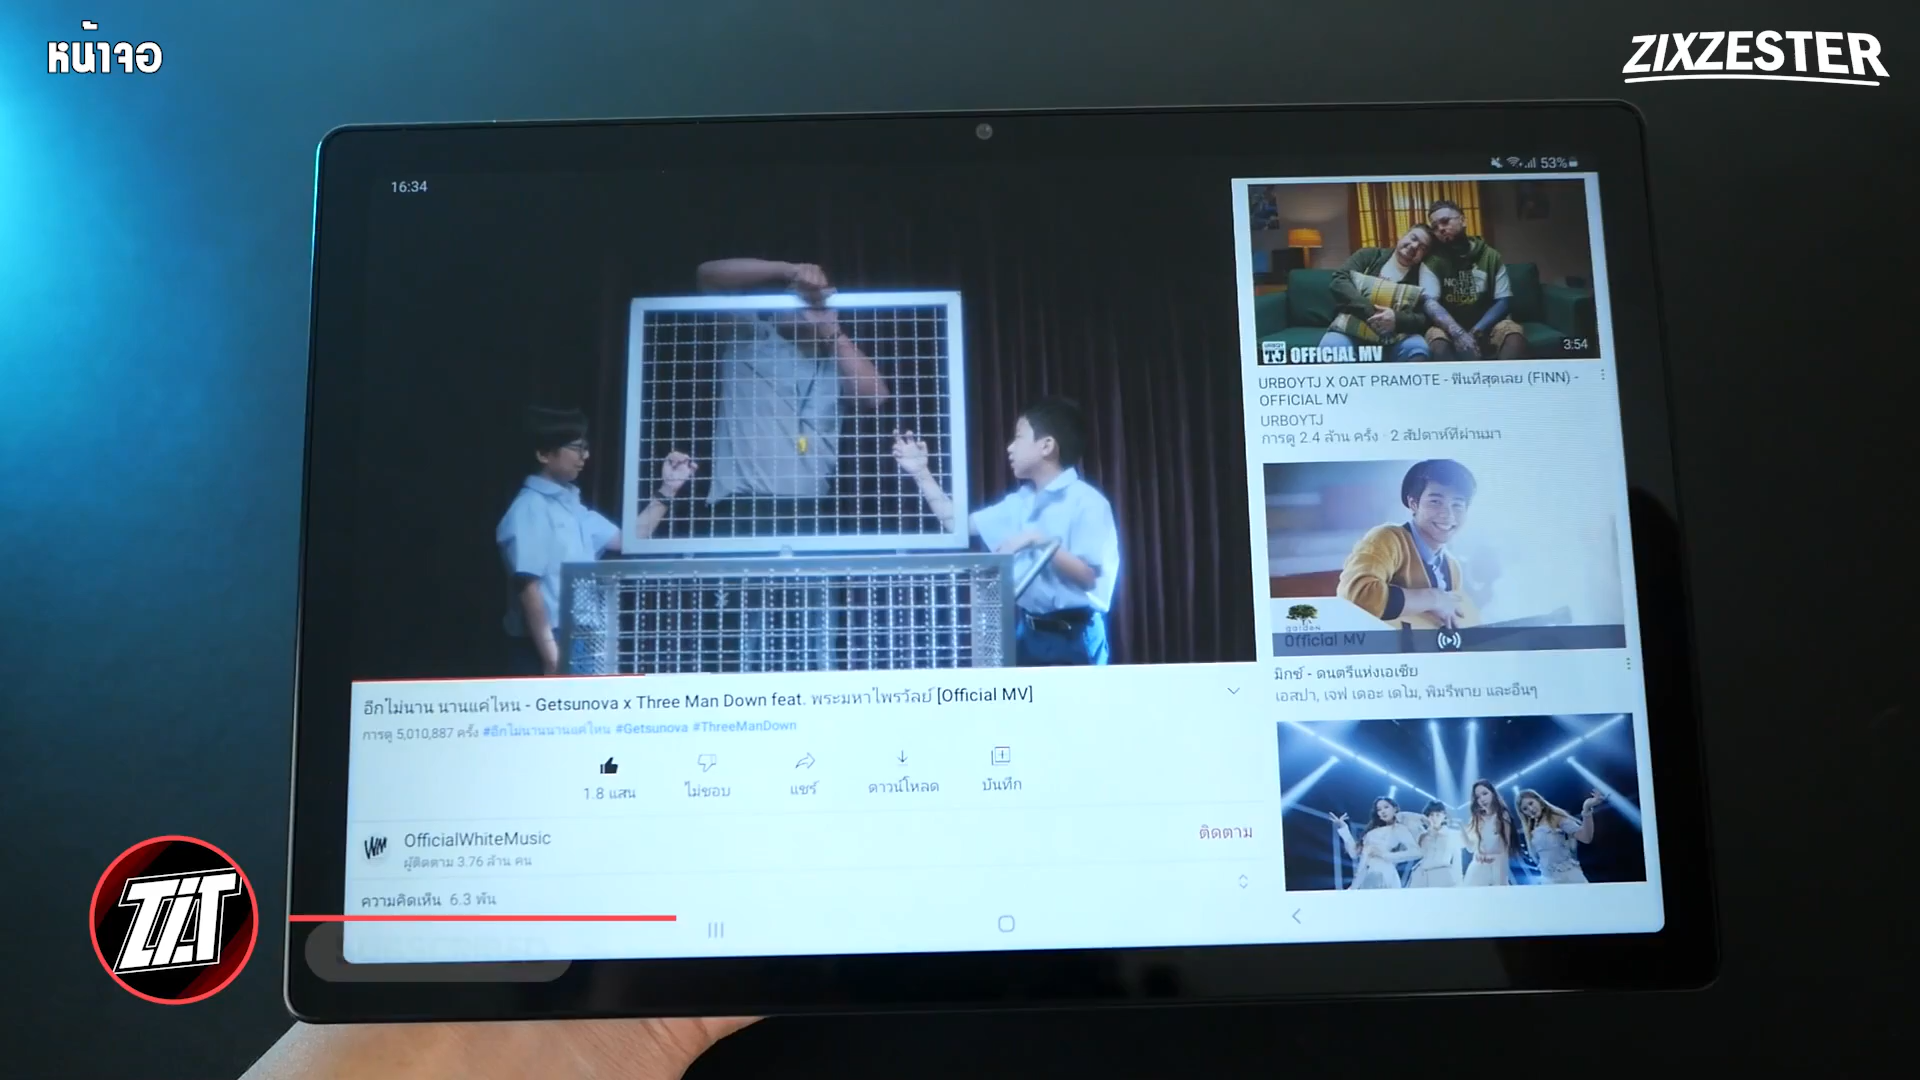 หน้าจอ
ZIXZESTER
16:34
53%
3:54
URBOYTJ
TJ OFFICIAL MV
URBOYTJ X OAT PRAMOTE - ฟินที่สุดเลย (FINN) -
OFFICIAL MV
URBOYTJ
การดู 2.4 ล้าน ครั้ง · 2 สัปดาห์ที่ผ่านมา
garden
Official MV
มิกซ์ - ดนตรีแห่งเอเชีย
เอสปา, เจฟ เดอะ เดโม, พิมรีพาย และอื่นๆ
อีกไม่นาน นานแค่ไหน - Getsunova x Three Man Down feat. พระมหาไพรวัลย์ [Official MV]
การดู 5,010,887 ครั้ง #อีกไม่นานนานแค่ไหน #Getsunova #ThreeManDown
1.8 แสน
ไม่ชอบ
แชร์
ดาวน์โหลด
บันทึก
WM
OfficialWhiteMusic
ผู้ติดตาม 3.76 ล้าน คน
ติดตาม
ความคิดเห็น 6.3 พัน
ZiT